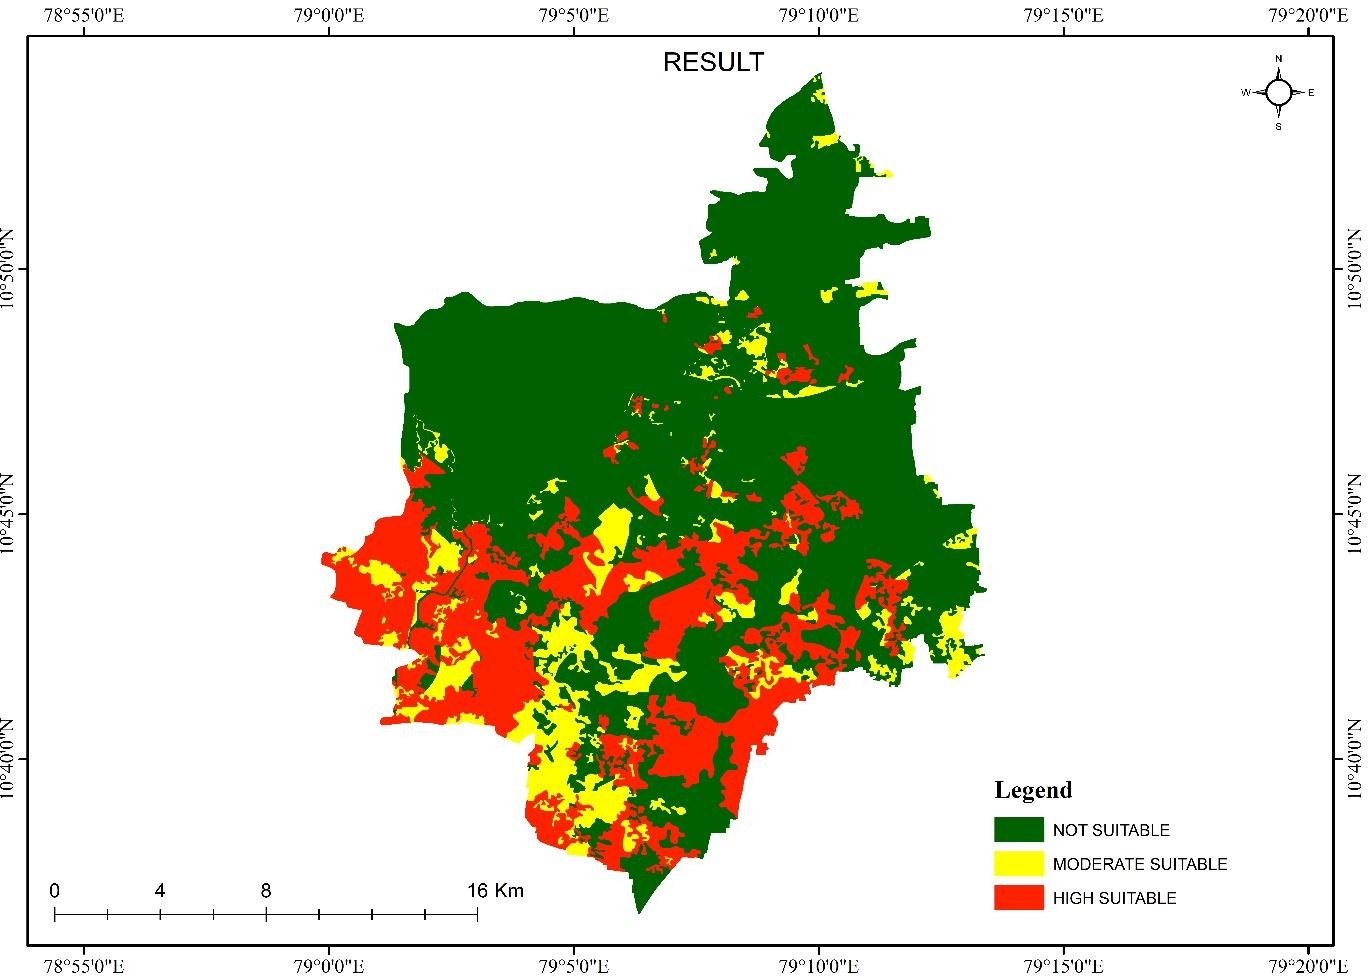 78°55'0"E 79°0'0"E 79°5'0"E 79°10'0"E 79°15'0"E 79°20'0"E
RESULT
N
W E
S
10°50'0"N 10°50'0"N
10°45'0"N 10°45'0"N
10°40'0"N 10°40'0"N
Legend
NOT SUITABLE
MODERATE SUITABLE
HIGH SUITABLE
0 4 8 16 Km
78°55'0"E 79°0'0"E 79°5'0"E 79°10'0"E 79°15'0"E 79°20'0"E